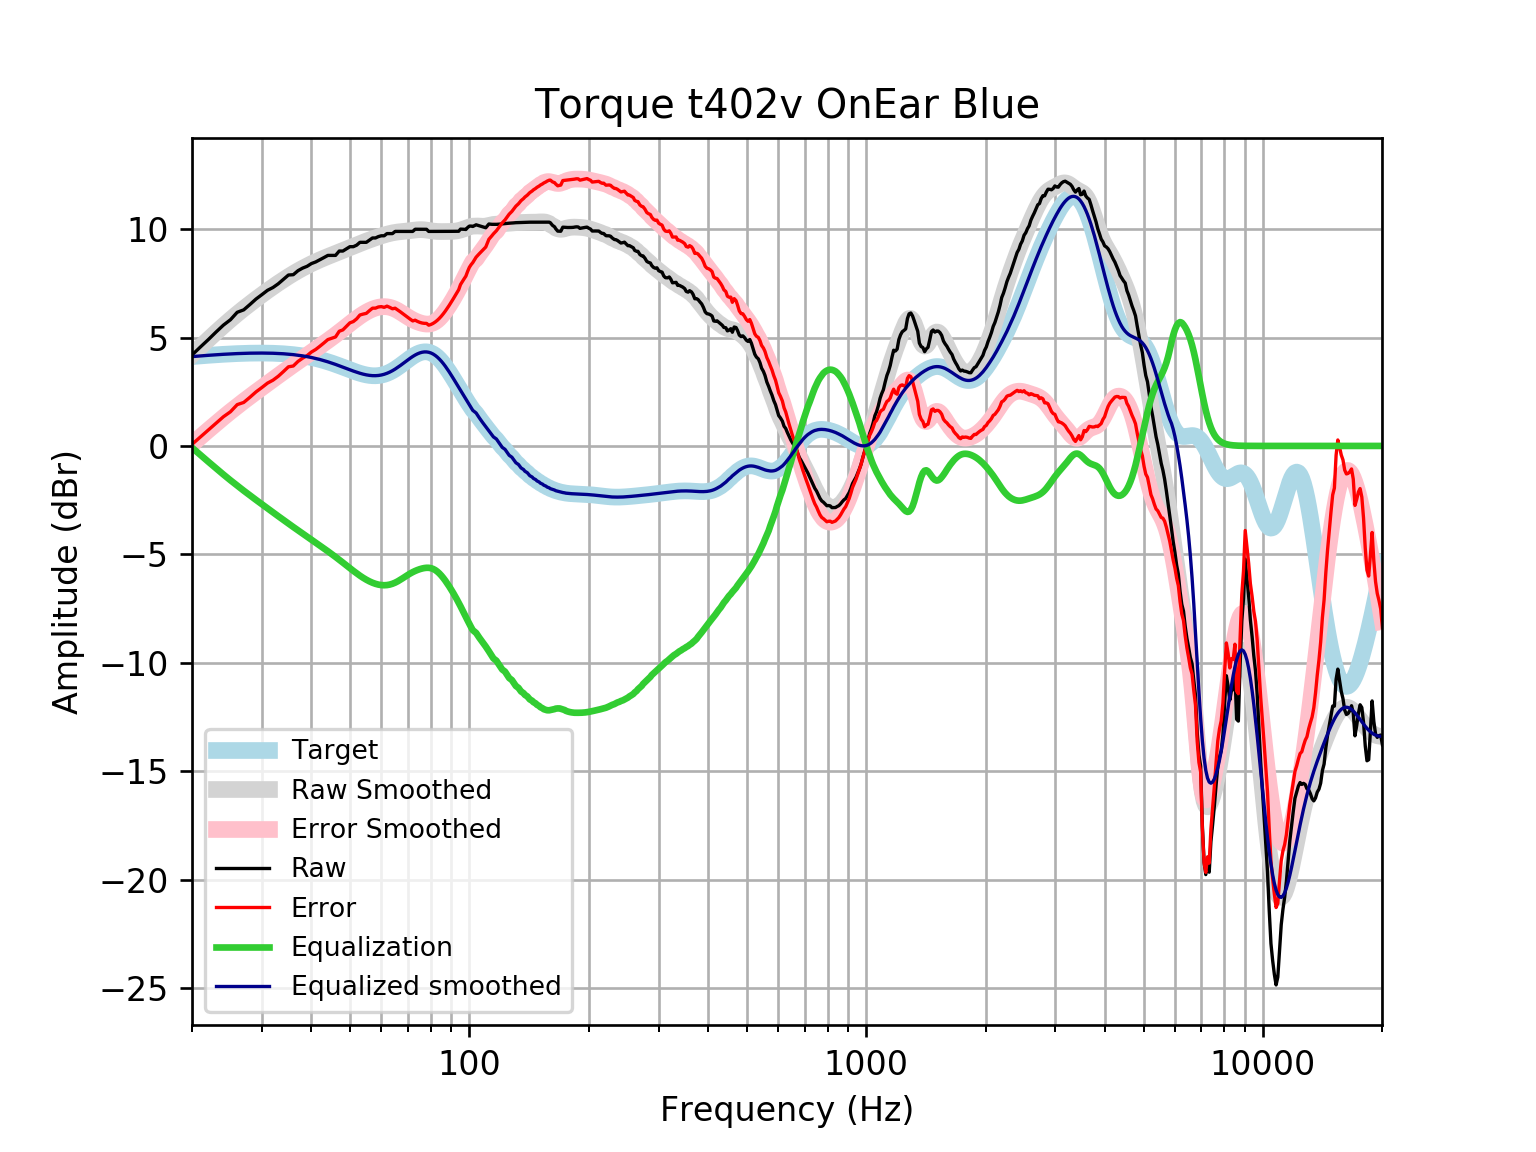 Torque t402v OnEar Blue
Amplitude (dBr)
10
5
0
−5
−10
−15
−20
−25
Target
Raw Smoothed
Error Smoothed
Raw
Error
Equalization
Equalized smoothed
100
1000
10000
Frequency (Hz)